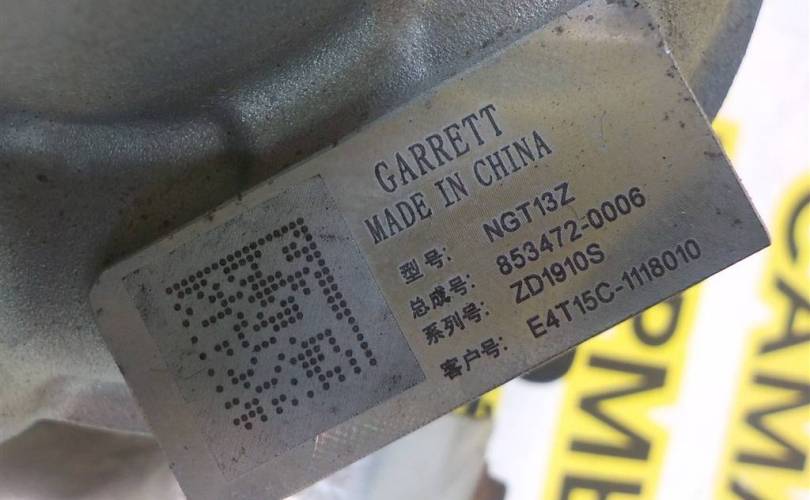 GARRETT
MADE IN CHINA
型号: NGT13Z
总成号: 853472-0006
系列号: ZD1910S
客户号: E4T15C-1118010